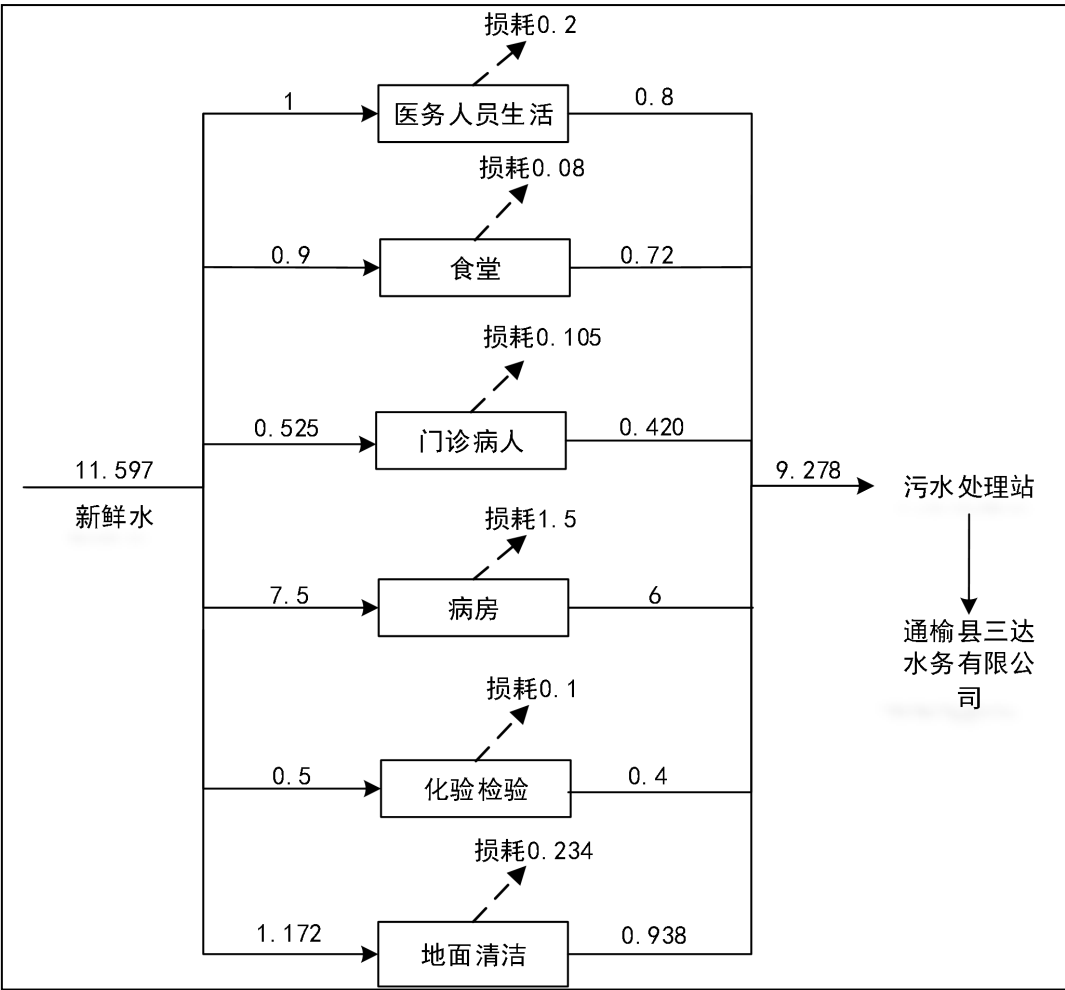 损耗0.2
1
医务人员生活
0.8
损耗0.08
0.9
食堂
0.72
损耗0.105
0.525
门诊病人
0.420
11.597
新鲜水
9.278
污水处理站
损耗1.5
7.5
病房
6
通榆县三达
水务有限公
司
损耗0.1
0.5
化验检验
0.4
损耗0.234
1.172
地面清洁
0.938